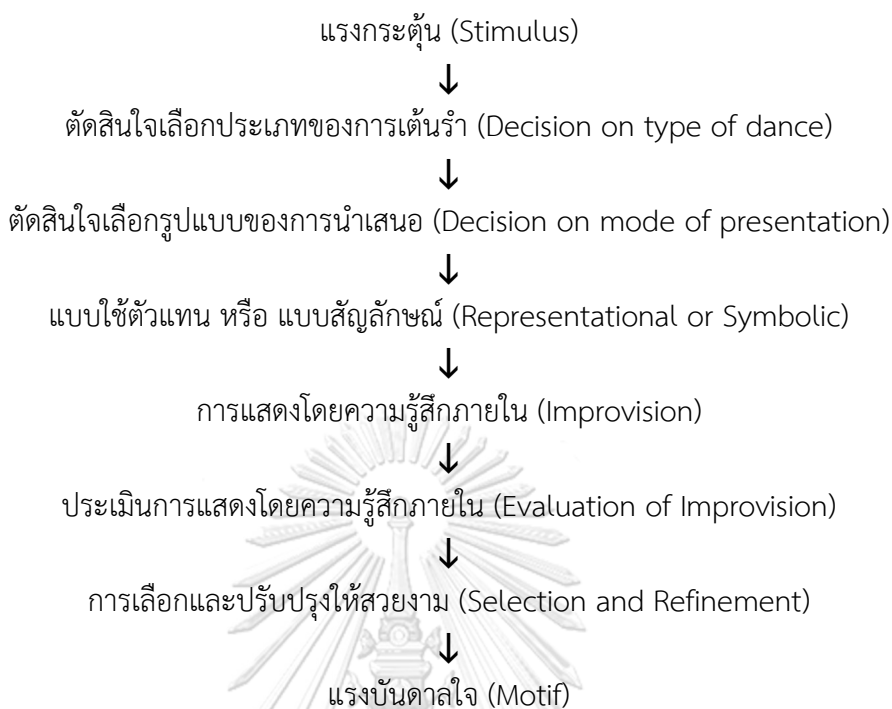 แรงกระตุ้น (Stimulus)
↓
ตัดสินใจเลือกประเภทของการเต้นรำ (Decision on type of dance)
↓
ตัดสินใจเลือกรูปแบบของการนำเสนอ (Decision on mode of presentation)
↓
แบบใช้ตัวแทน หรือ แบบสัญลักษณ์ (Representational or Symbolic)
↓
การแสดงโดยความรู้สึกภายใน (Improvision)
↓
ประเมินการแสดงโดยความรู้สึกภายใน (Evaluation of Improvision)
↓
การเลือกและปรับปรุงให้สวยงาม (Selection and Refinement)
↓
แรงบันดาลใจ (Motif)